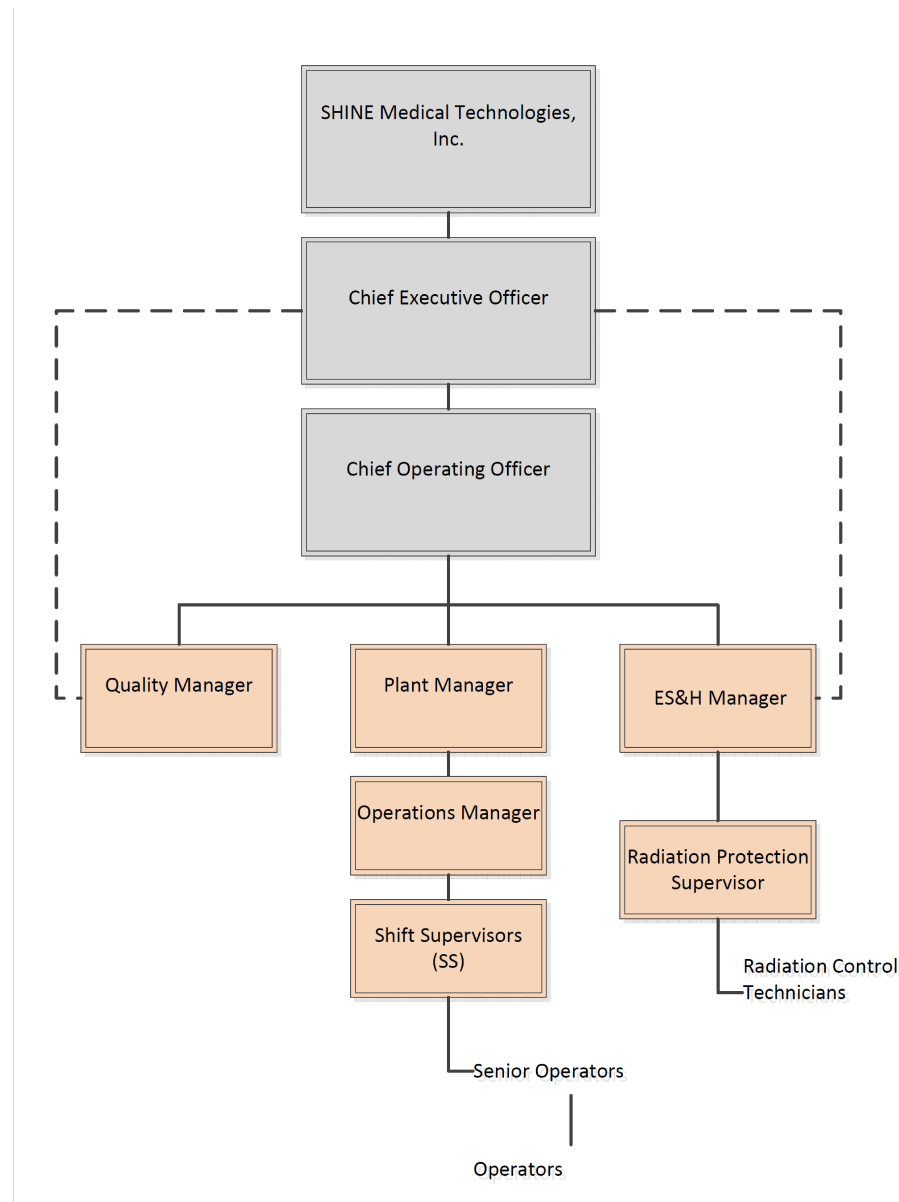 SHINE Medical Technologies,
Inc.
Chief Executive Officer
Chief Operating Officer
Quality Manager
Plant Manager
ES&H Manager
Operations Manager
Radiation Protection
Supervisor
Shift Supervisors
(SS)
Radiation Control
Technicians
Senior Operators
Operators